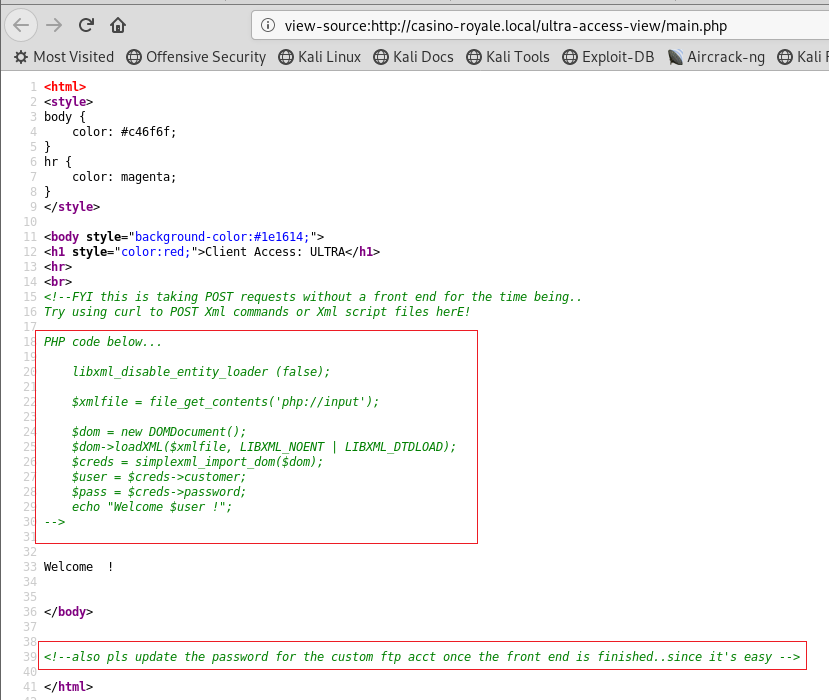 view-source:http://casino-royale.local/ultra-access-view/main.php
Most Visited Offensive Security Kali Linux Kali Docs Kali Tools Exploit-DB Aircrack-ng Kali F
1 <html>
2 <style>
3 body {
4     color: #c46f6f;
5 }
6 hr {
7     color: magenta;
8 }
9 </style>
10
11 <body style="background-color:#1e1614;">
12 <h1 style="color:red;">Client Access: ULTRA</h1>
13 <hr>
14 <br>
15 <!--FYI this is taking POST requests without a front end for the time being..
16 Try using curl to POST Xml commands or Xml script files herE!
17
18 PHP code below...
19
20     libxml_disable_entity_loader (false);
21
22     $xmlfile = file_get_contents('php://input');
23
24     $dom = new DOMDocument();
25     $dom->loadXML($xmlfile, LIBXML_NOENT | LIBXML_DTDLOAD);
26     $creds = simplexml_import_dom($dom);
27     $user = $creds->customer;
28     $pass = $creds->password;
29     echo "Welcome $user !";
30 -->
31
32
33 Welcome  !
34
35
36 </body>
37
38
39 <!--also pls update the password for the custom ftp acct once the front end is finished..since it's easy -->
40
41 </html>
42